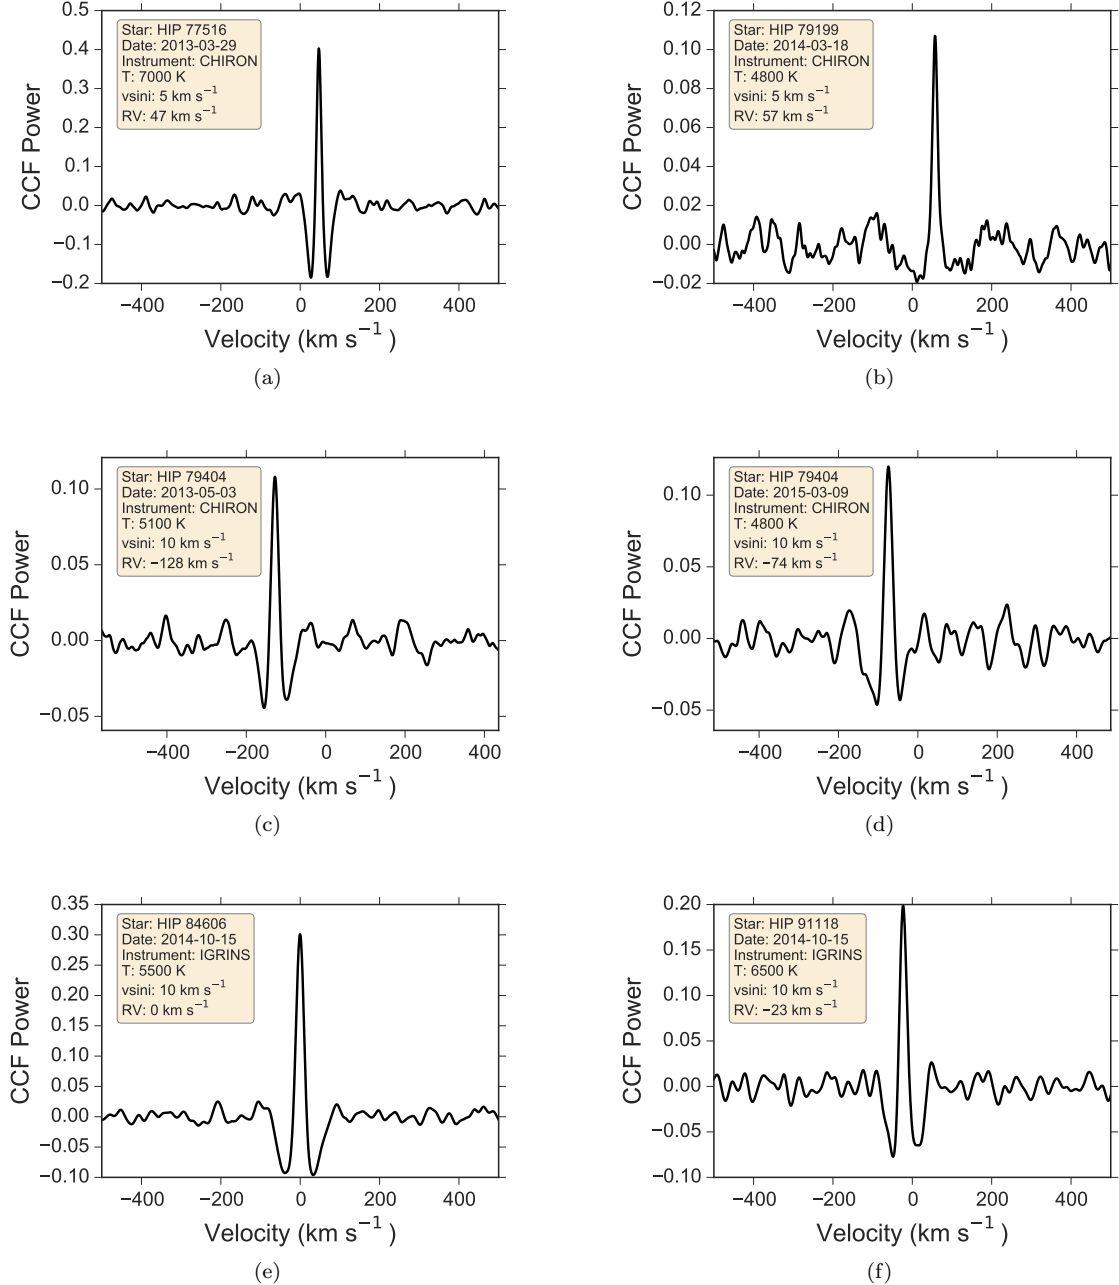 0.5
0.4
0.3
0.2
0.1
0.0
−0.1
−0.2
CCF Power
Star: HIP 77516
Date: 2013-03-29
Instrument: CHIRON
T: 7000 K
vsini: 5 km s⁻¹
RV: 47 km s⁻¹
−400 −200 0 200 400
Velocity (km s⁻¹ )
(a)
0.12
0.10
0.08
0.06
0.04
0.02
0.00
−0.02
CCF Power
Star: HIP 79199
Date: 2014-03-18
Instrument: CHIRON
T: 4800 K
vsini: 5 km s⁻¹
RV: 57 km s⁻¹
−400 −200 0 200 400
Velocity (km s⁻¹ )
(b)
0.10
0.05
0.00
−0.05
CCF Power
Star: HIP 79404
Date: 2013-05-03
Instrument: CHIRON
T: 5100 K
vsini: 10 km s⁻¹
RV: −128 km s⁻¹
−400 −200 0 200 400
Velocity (km s⁻¹ )
(c)
0.10
0.05
0.00
−0.05
CCF Power
Star: HIP 79404
Date: 2015-03-09
Instrument: CHIRON
T: 4800 K
vsini: 10 km s⁻¹
RV: −74 km s⁻¹
−400 −200 0 200 400
Velocity (km s⁻¹ )
(d)
0.35
0.30
0.25
0.20
0.15
0.10
0.05
0.00
−0.05
−0.10
CCF Power
Star: HIP 84606
Date: 2014-10-15
Instrument: IGRINS
T: 5500 K
vsini: 10 km s⁻¹
RV: 0 km s⁻¹
−400 −200 0 200 400
Velocity (km s⁻¹ )
(e)
0.20
0.15
0.10
0.05
0.00
−0.05
−0.10
CCF Power
Star: HIP 91118
Date: 2014-10-15
Instrument: IGRINS
T: 6500 K
vsini: 10 km s⁻¹
RV: −23 km s⁻¹
−400 −200 0 200 400
Velocity (km s⁻¹ )
(f)